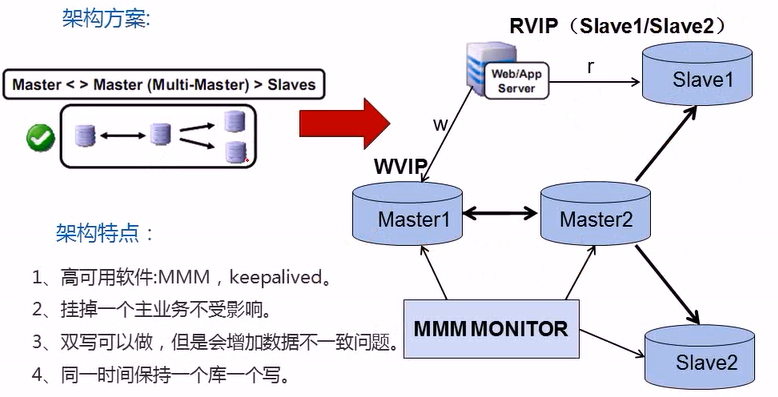 架构方案:
Master < > Master (Multi-Master) > Slaves
RVIP（Slave1/Slave2）
Web/App
Server
r
Slave1
w
WVIP
Master1
Master2
架构特点：
1、高可用软件:MMM，keepalived。
2、挂掉一个主业务不受影响。
3、双写可以做，但是会增加数据不一致问题。
4、同一时间保持一个库一个写。
MMM MONITOR
Slave2